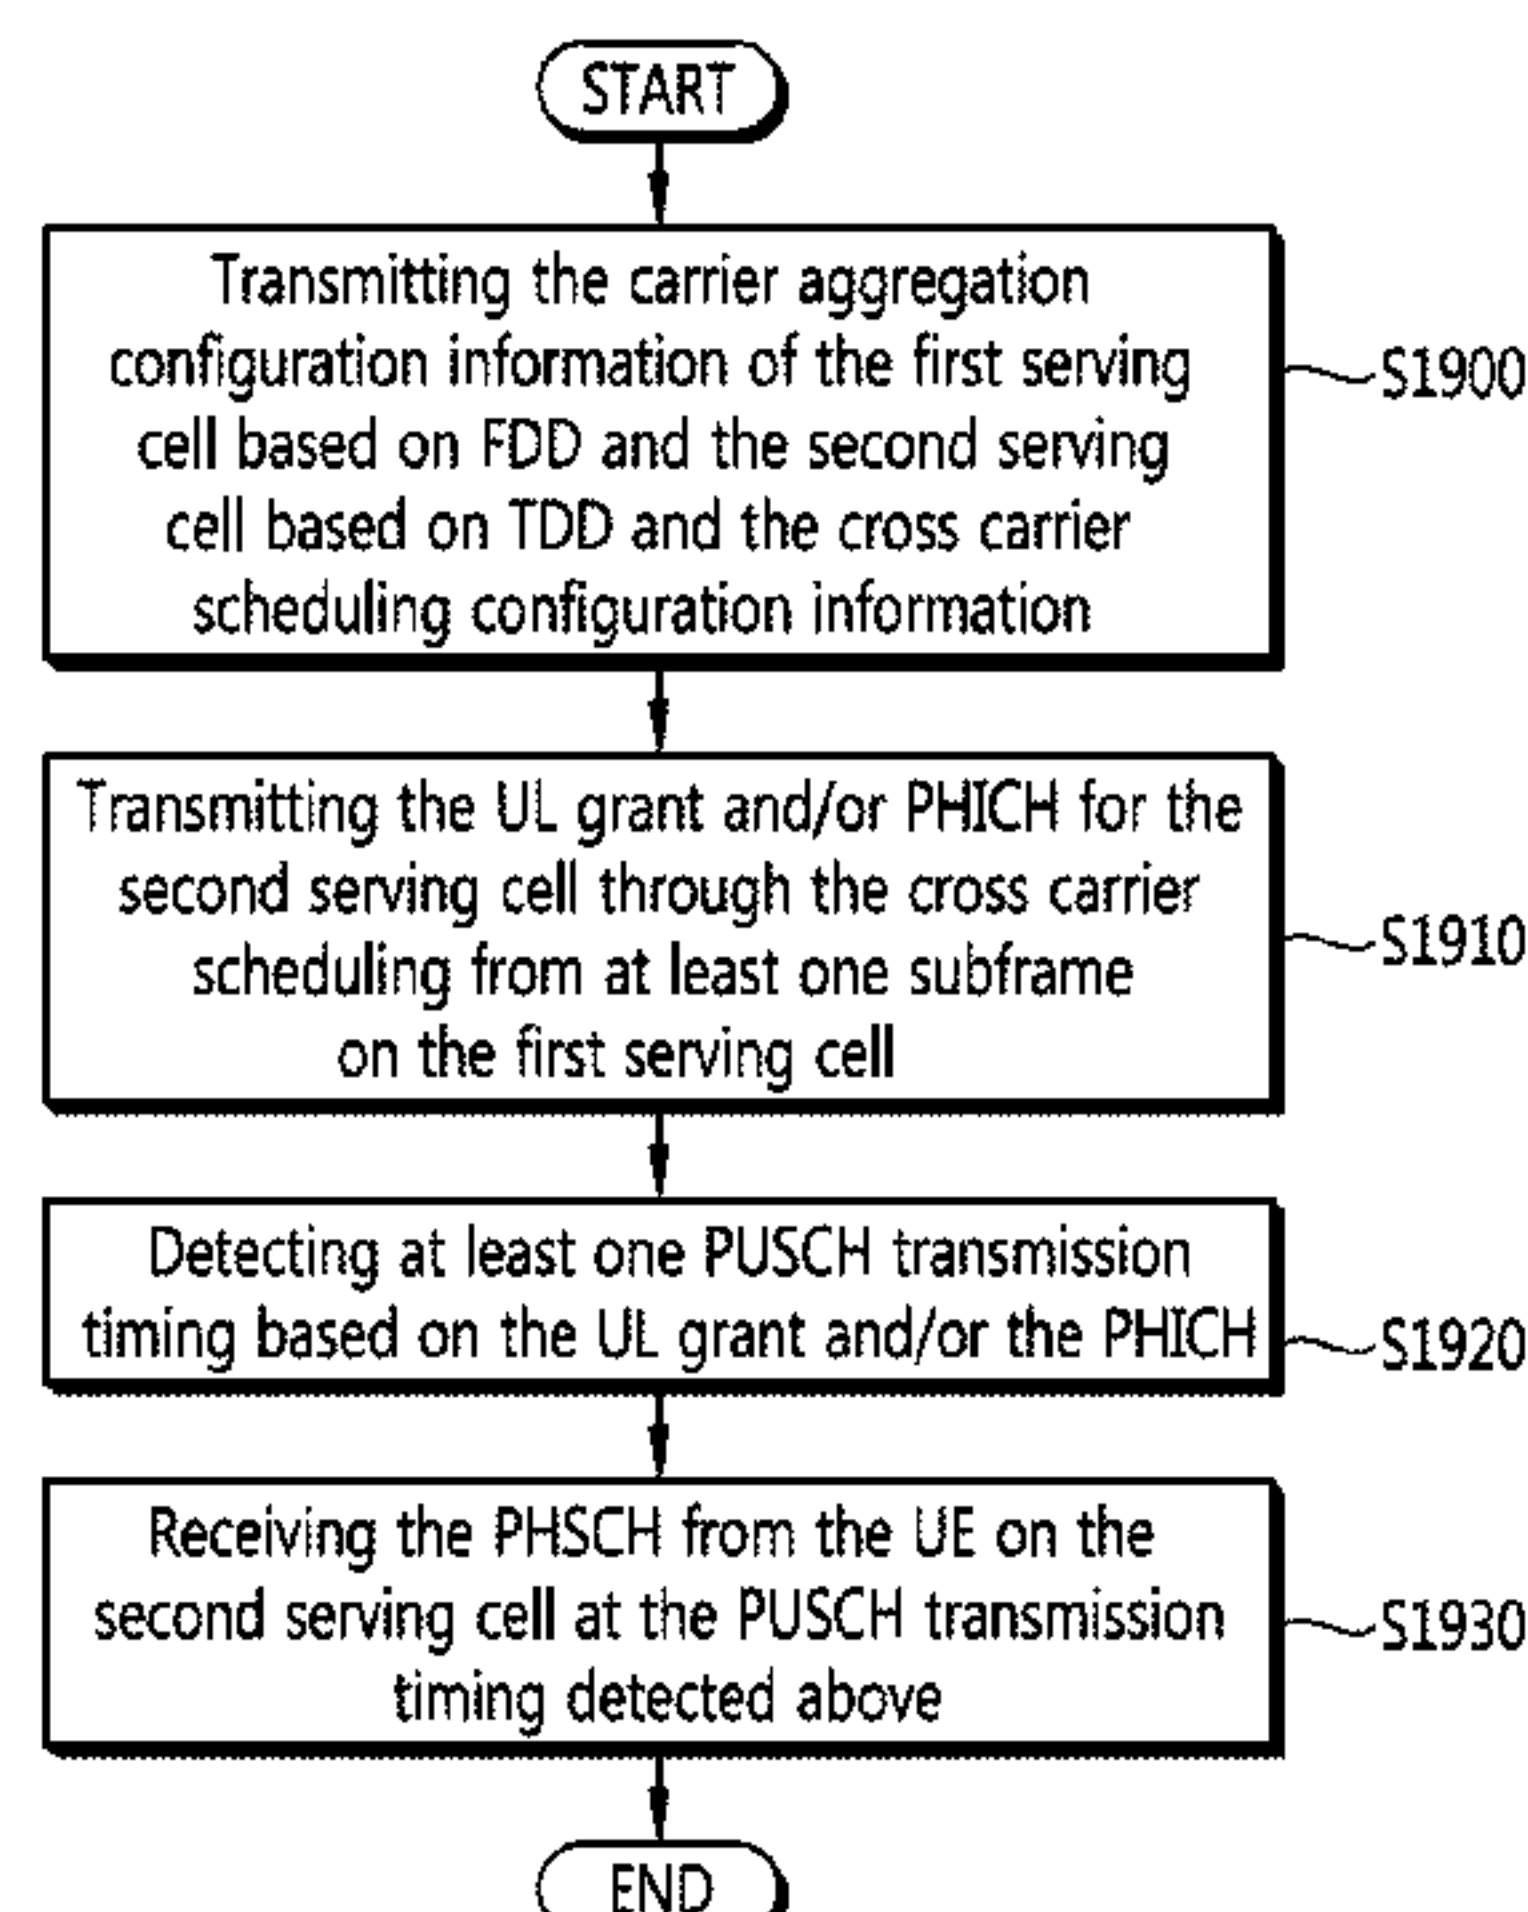 START
Transmitting the carrier aggregation
configuration information of the first serving
cell based on FDD and the second serving
cell based on TDD and the cross carrier
scheduling configuration information
S1900
Transmitting the UL grant and/or PHICH for the
second serving cell through the cross carrier
scheduling from at least one subframe
on the first serving cell
S1910
Detecting at least one PUSCH transmission
timing based on the UL grant and/or the PHICH
S1920
Receiving the PHSCH from the UE on the
second serving cell at the PUSCH transmission
timing detected above
S1930
END